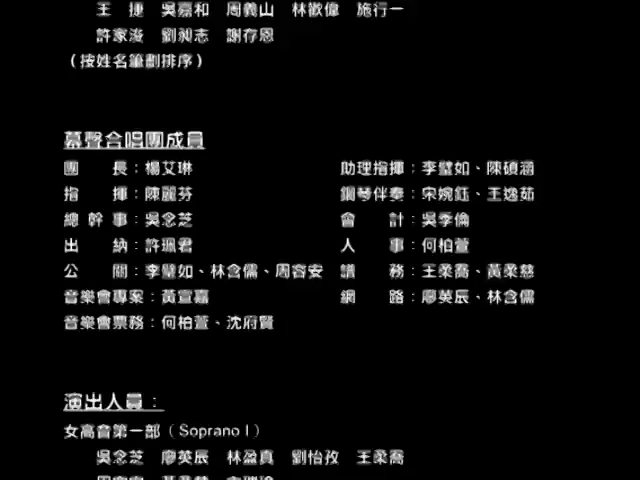 王　捷　吳嘉和　周義山　林歡偉　施行一
許家浚　劉昶志　謝存恩
（按姓名筆劃排序）
幕聲合唱團成員
團　　長：楊艾琳　助理指揮：李璧如、陳碩涵
指　　揮：陳麗芬　鋼琴伴奏：宋婉鈺、王逸茹
總 幹 事：吳念芝　會　　計：吳季倫
出　　納：許珮君　人　　事：何柏萱
公　　關：李璧如、林含儒、周容安　譜　　務：王柔喬、黃柔慈
音樂會專案：黃宣嘉　網　　路：廖英辰、林含儒
音樂會票務：何柏萱、沈府賢
演出人員：
女高音第一部（Soprano I）
吳念芝　廖英辰　林盈真　劉怡孜　王柔喬